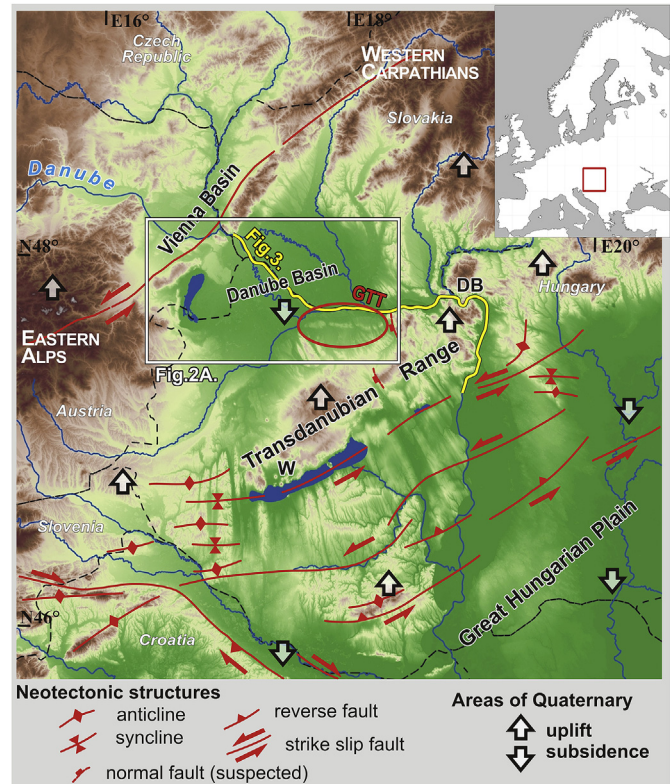 E16°
E18°
Czech
Republic
WESTERN
CARPATHIANS
Slovakia
Danube
Vienna Basin
N48°
E20°
Fig.3.
Danube Basin
GTT
DB
Hungary
EASTERN
ALPS
Fig.2A.
Transdanubian Range
Austria
W
Slovenia
Great Hungarian Plain
N46°
Croatia
Neotectonic structures
anticline
syncline
normal fault (suspected)
reverse fault
strike slip fault
Areas of Quaternary
uplift
subsidence